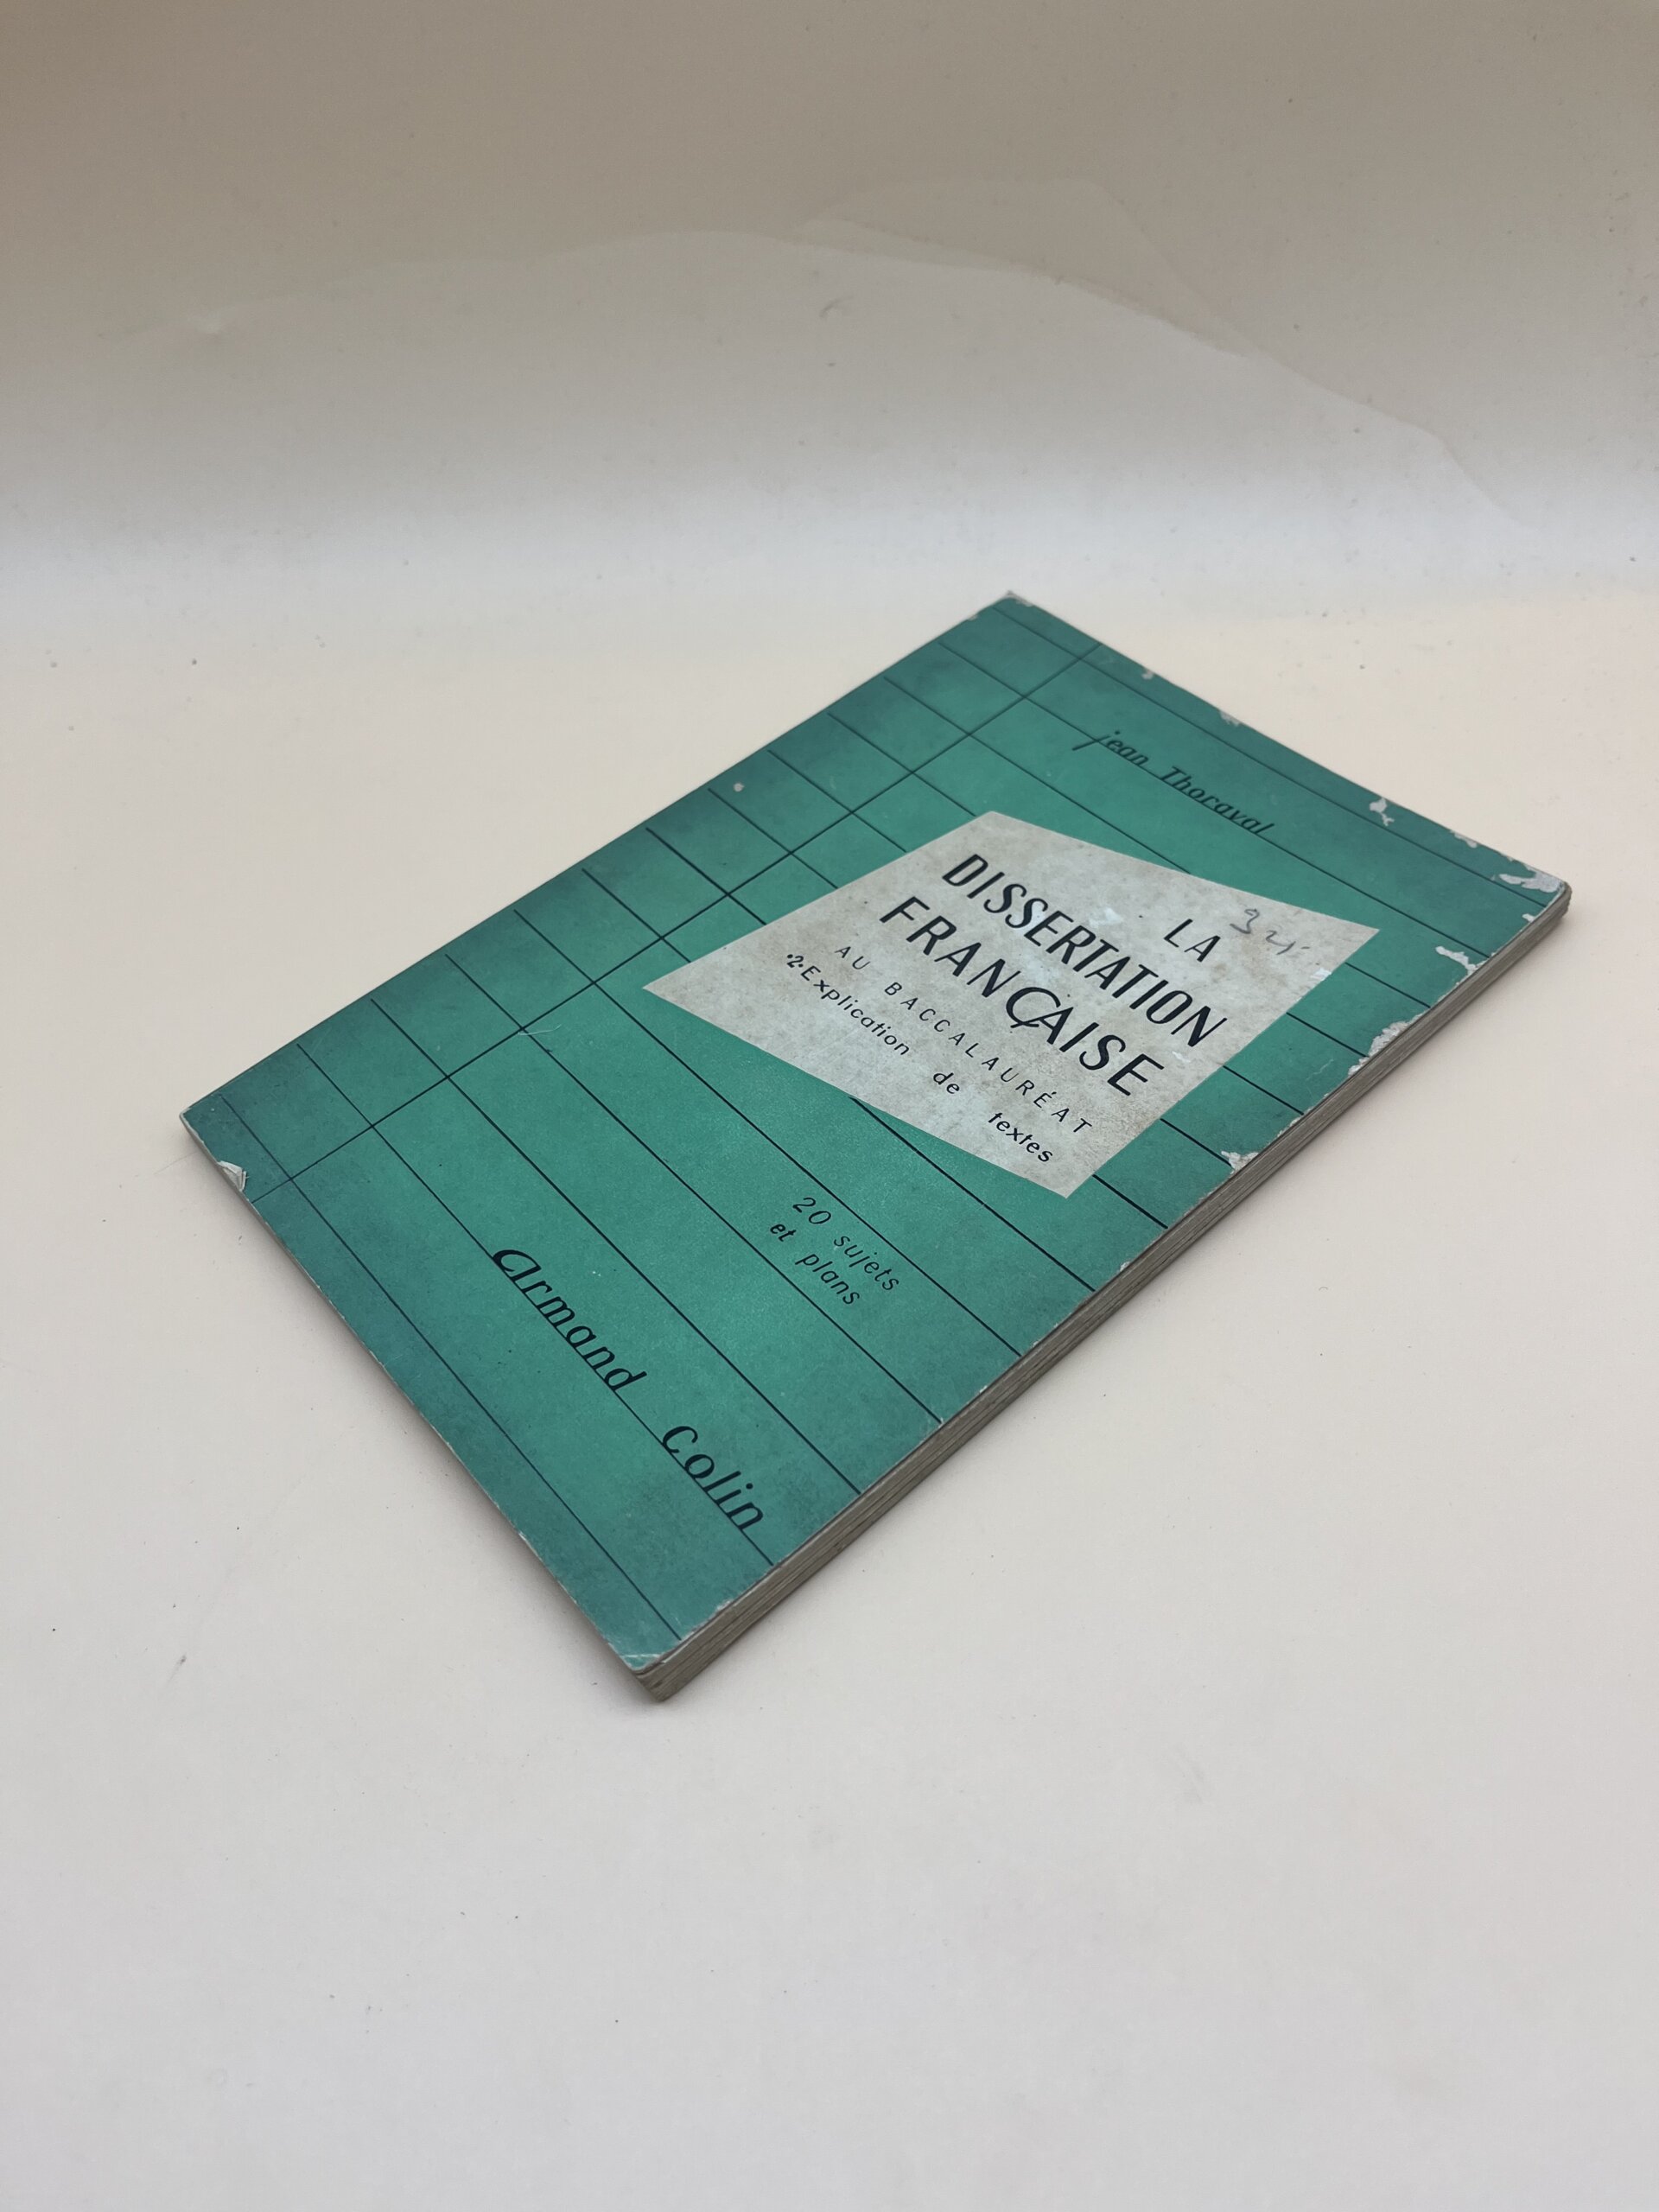 jean Thoraval
LA
DISSERTATION
FRANÇAISE
AU BACCALAURÉAT
·2·Explication de textes
20 sujets
et plans
armand colin